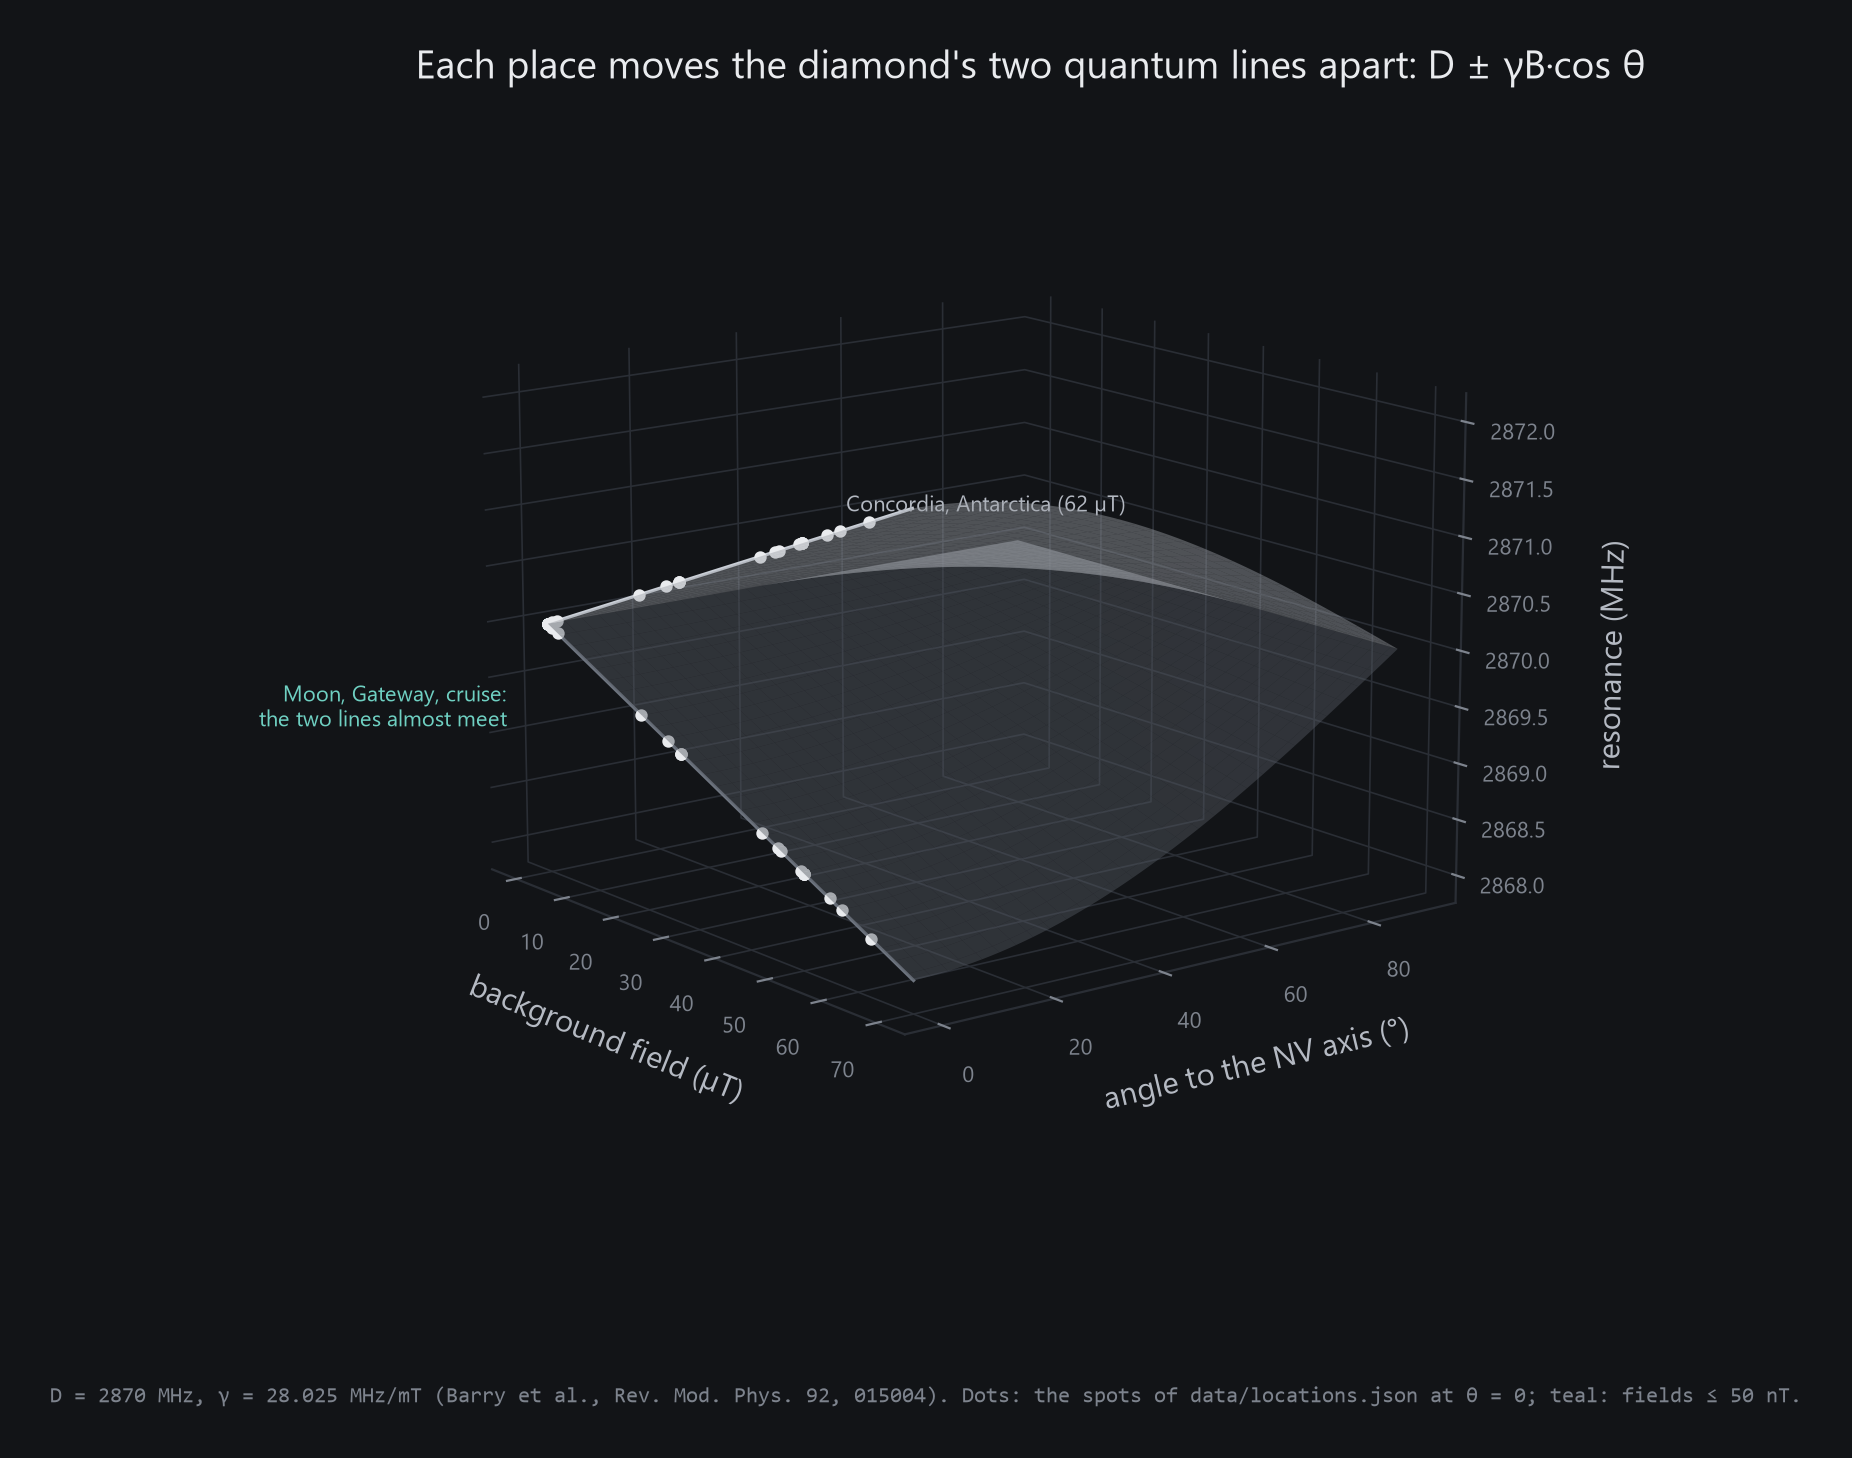 Each place moves the diamond's two quantum lines apart: D ± γB·cos θ
Concordia, Antarctica (62 µT)
Moon, Gateway, cruise:
the two lines almost meet
2872.0
2871.5
2871.0
2870.5
2870.0
2869.5
2869.0
2868.5
2868.0
resonance (MHz)
0
10
20
30
40
50
60
70
background field (µT)
0
20
40
60
80
angle to the NV axis (°)
D = 2870 MHz, γ = 28.025 MHz/mT (Barry et al., Rev. Mod. Phys. 92, 015004). Dots: the spots of data/locations.json at θ = 0; teal: fields ≤ 50 nT.